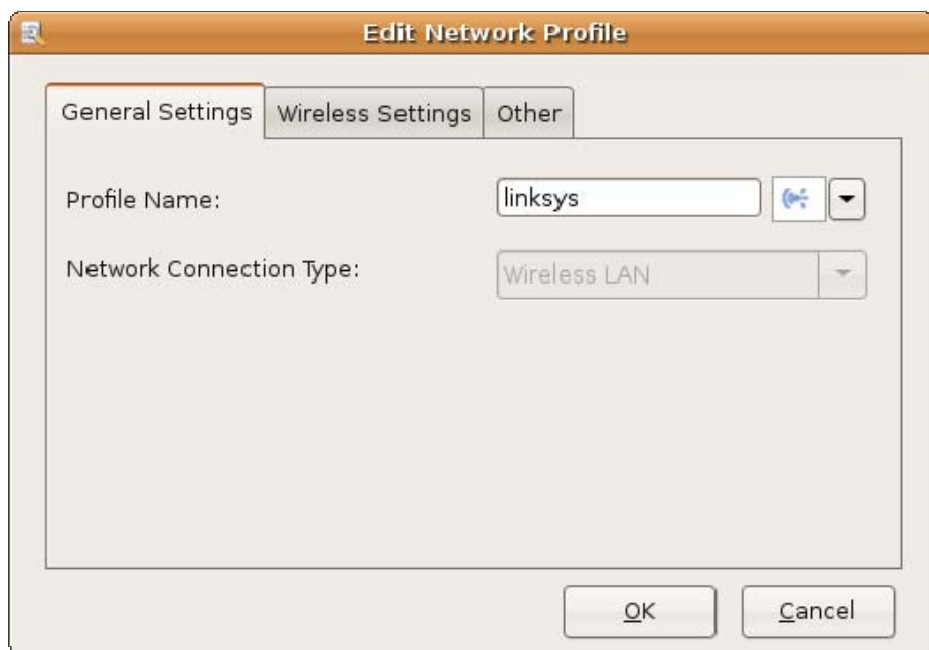 Edit Network Profile
General Settings Wireless Settings Other
Profile Name: linksys
Network Connection Type: Wireless LAN
OK Cancel